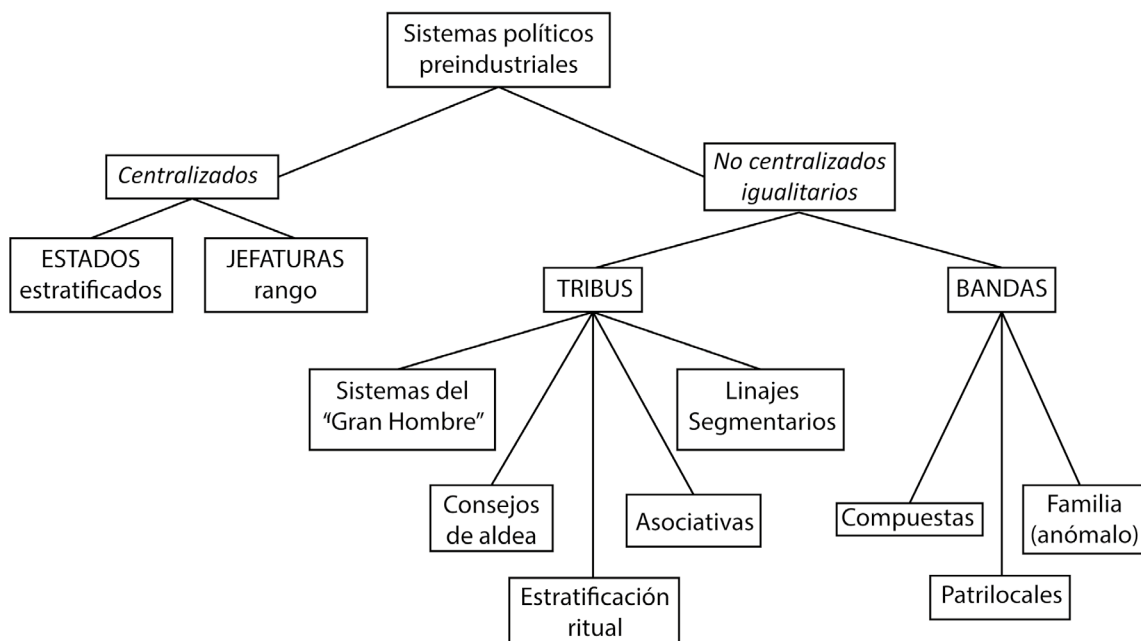 Sistemas políticos
preindustriales
Centralizados
No centralizados
igualitarios
ESTADOS
estratificados
JEFATURAS
rango
TRIBUS
BANDAS
Sistemas del
“Gran Hombre”
Linajes
Segmentarios
Consejos
de aldea
Asociativas
Estratificación
ritual
Compuestas
Familia
(anómalo)
Patrilocales